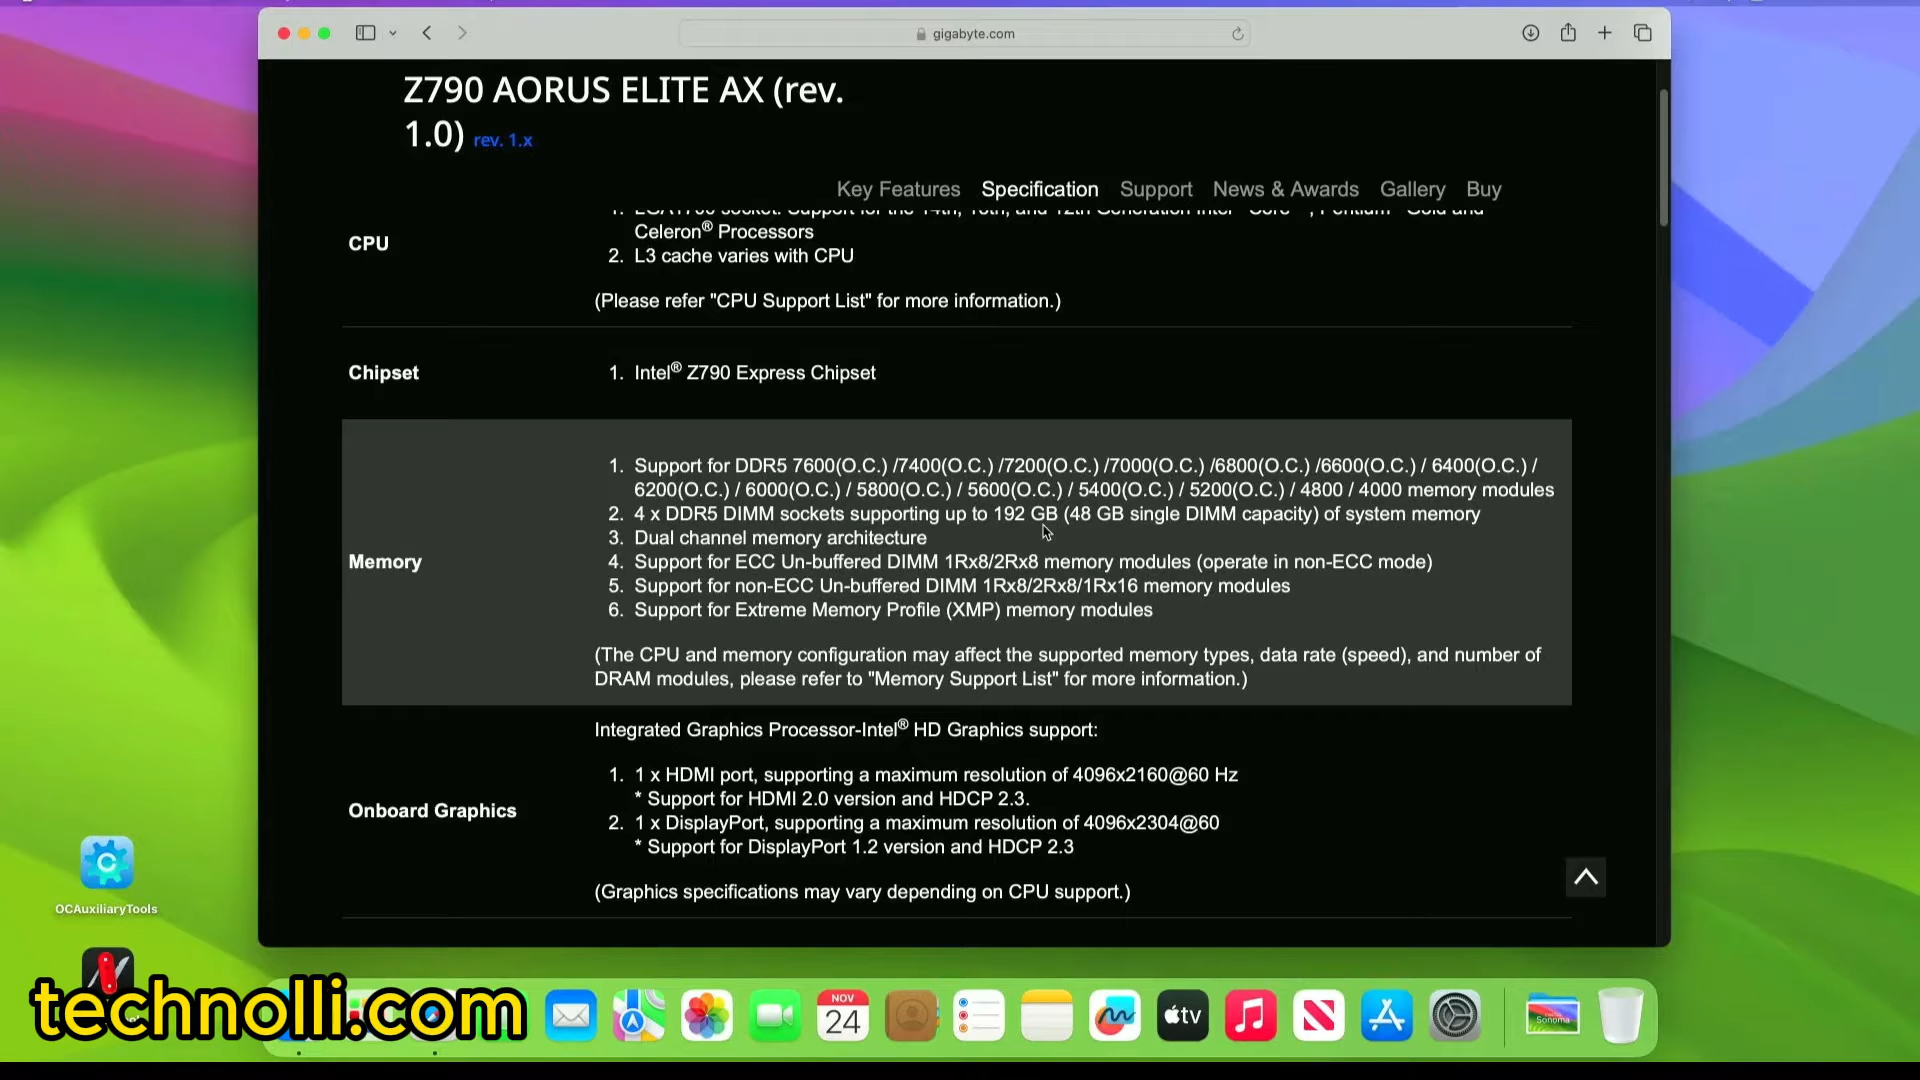 gigabyte.com
Z790 AORUS ELITE AX (rev.
1.0) rev. 1.x
Key Features Specification Support News & Awards Gallery Buy
CPU
Celeron® Processors
2. L3 cache varies with CPU
(Please refer "CPU Support List" for more information.)
Chipset
1. Intel® Z790 Express Chipset
Memory
1. Support for DDR5 7600(O.C.) /7400(O.C.) /7200(O.C.) /7000(O.C.) /6800(O.C.) /6600(O.C.) / 6400(O.C.) /
6200(O.C.) / 6000(O.C.) / 5800(O.C.) / 5600(O.C.) / 5400(O.C.) / 5200(O.C.) / 4800 / 4000 memory modules
2. 4 x DDR5 DIMM sockets supporting up to 192 GB (48 GB single DIMM capacity) of system memory
3. Dual channel memory architecture
4. Support for ECC Un-buffered DIMM 1Rx8/2Rx8 memory modules (operate in non-ECC mode)
5. Support for non-ECC Un-buffered DIMM 1Rx8/2Rx8/1Rx16 memory modules
6. Support for Extreme Memory Profile (XMP) memory modules
(The CPU and memory configuration may affect the supported memory types, data rate (speed), and number of
DRAM modules, please refer to "Memory Support List" for more information.)
Onboard Graphics
Integrated Graphics Processor-Intel® HD Graphics support:
1. 1 x HDMI port, supporting a maximum resolution of 4096x2160@60 Hz
* Support for HDMI 2.0 version and HDCP 2.3.
2. 1 x DisplayPort, supporting a maximum resolution of 4096x2304@60
* Support for DisplayPort 1.2 version and HDCP 2.3
(Graphics specifications may vary depending on CPU support.)
OCAuxiliaryTools
technolli.com
NOV
24
tv
Sonoma